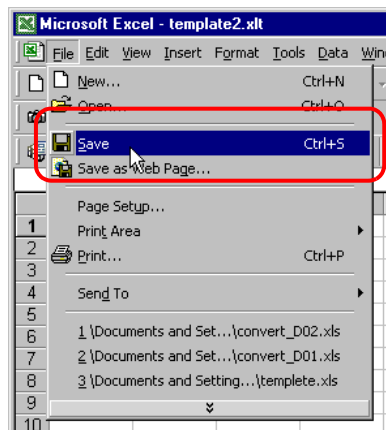 Microsoft Excel - template2.xlt
File Edit View Insert Format Tools Data
New... Ctrl+N
Open... Ctrl+O
Save Ctrl+S
Save as Web Page...
Page Setup...
1
Print Area
2
Print... Ctrl+P
3
4
Send To
5
6
1 \Documents and Set...\convert_D02.xls
7
2 \Documents and Set...\convert_D01.xls
8
3 \Documents and Setting...\templete.xls
9
10